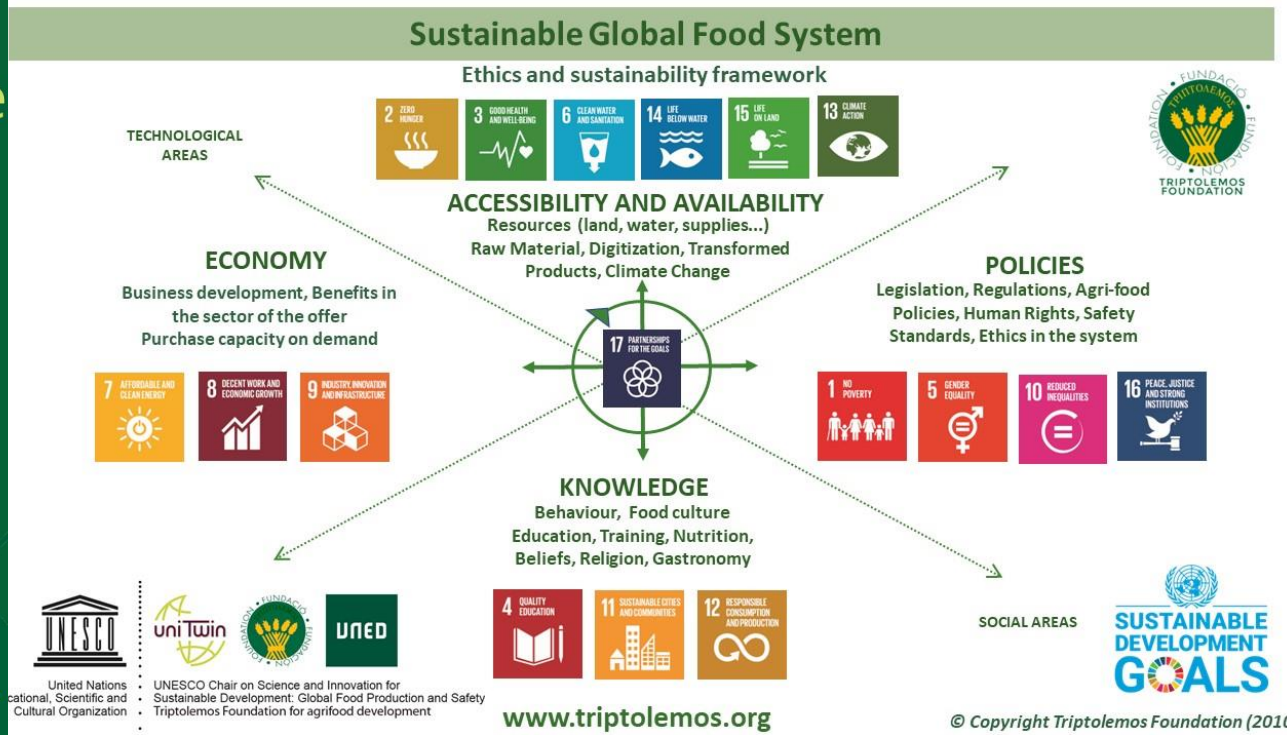 Sustainable Global Food System
Ethics and sustainability framework
TECHNOLOGICAL
AREAS
2 ZERO
HUNGER
3 GOOD HEALTH
AND WELL-BEING
6 CLEAN WATER
AND SANITATION
14 LIFE
BELOW WATER
15 LIFE
ON LAND
13 CLIMATE
ACTION
FUNDACIÓ • FUNDACIÓN • FOUNDATION
ΤΡΙΠΤΟΛΕΜΟΣ
TRIPTOLEMOS
FOUNDATION
ACCESSIBILITY AND AVAILABILITY
Resources (land, water, supplies...)
Raw Material, Digitization, Transformed
Products, Climate Change
ECONOMY
Business development, Benefits in
the sector of the offer
Purchase capacity on demand
7 AFFORDABLE AND
CLEAN ENERGY
8 DECENT WORK AND
ECONOMIC GROWTH
9 INDUSTRY, INNOVATION
AND INFRASTRUCTURE
17 PARTNERSHIPS
FOR THE GOALS
POLICIES
Legislation, Regulations, Agri-food
Policies, Human Rights, Safety
Standards, Ethics in the system
1 NO
POVERTY
5 GENDER
EQUALITY
10 REDUCED
INEQUALITIES
16 PEACE, JUSTICE
AND STRONG
INSTITUTIONS
KNOWLEDGE
Behaviour, Food culture
Education, Training, Nutrition,
Beliefs, Religion, Gastronomy
4 QUALITY
EDUCATION
11 SUSTAINABLE CITIES
AND COMMUNITIES
12 RESPONSIBLE
CONSUMPTION
AND PRODUCTION
SOCIAL AREAS
SUSTAINABLE
DEVELOPMENT
GOALS
UNESCO
uniTwin
UNED
United Nations
cational, Scientific and
Cultural Organization
UNESCO Chair on Science and Innovation for
Sustainable Development: Global Food Production and Safety
Triptolemos Foundation for agrifood development
www.triptolemos.org
© Copyright Triptolemos Foundation (2010